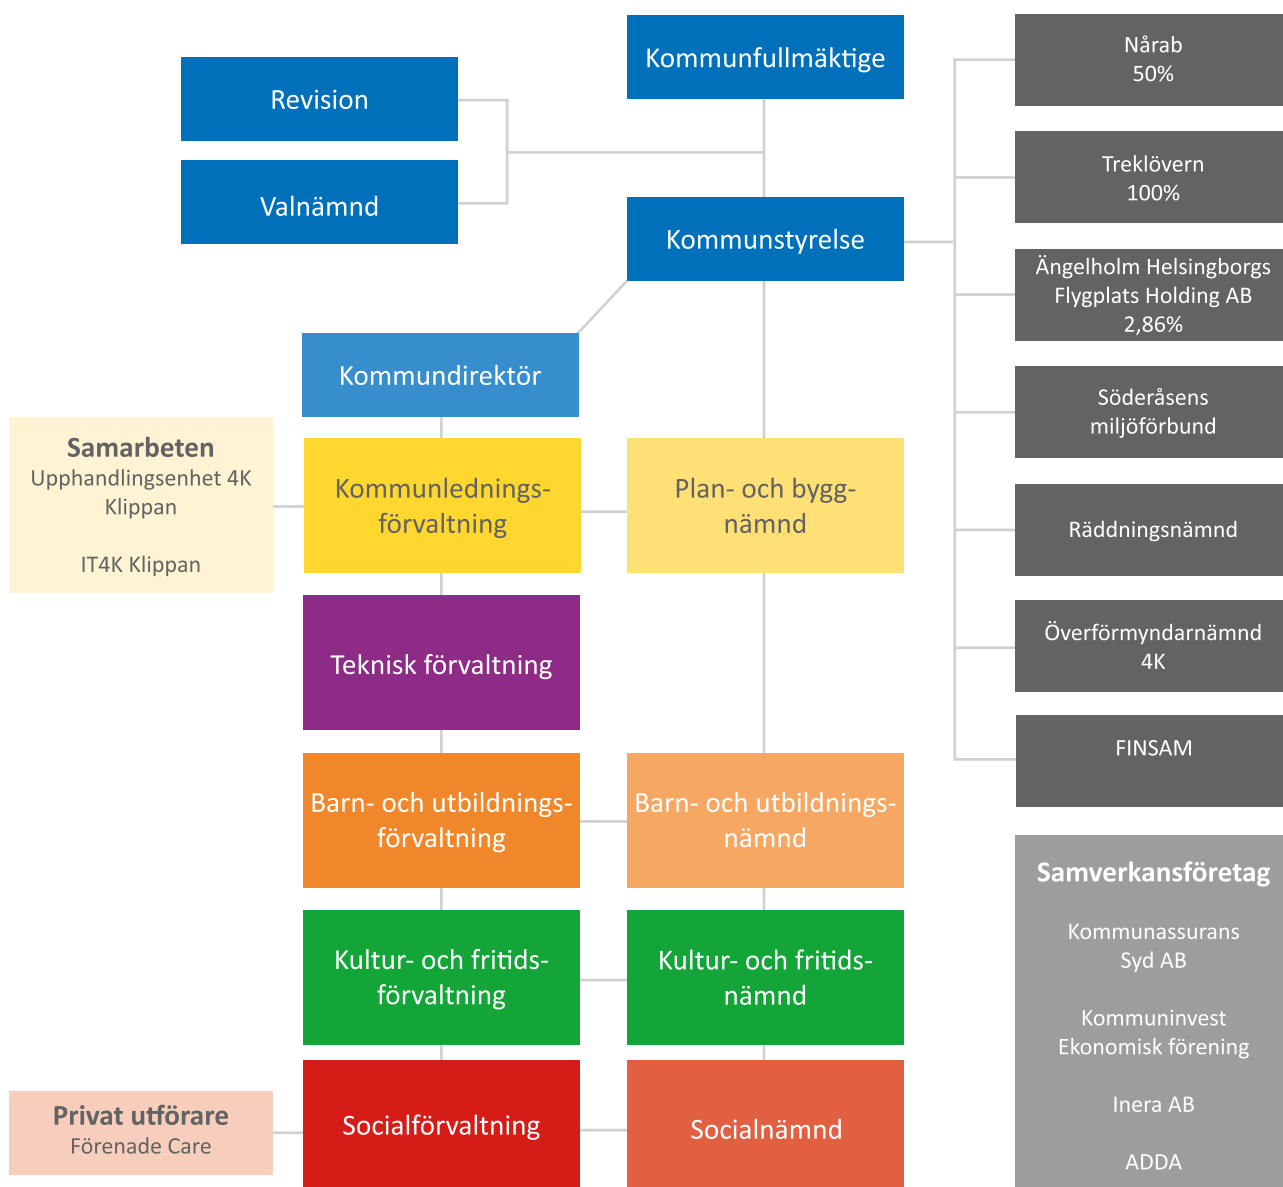 Kommunfullmäktige
Revision
Valnämnd
Kommunstyrelse
Kommundirektör
Samarbeten
Upphandlingsenhet 4K
Klippan
IT4K Klippan
Kommunlednings-
förvaltning
Plan- och bygg-
nämnd
Teknisk förvaltning
Barn- och utbildnings-
förvaltning
Barn- och utbildnings-
nämnd
Kultur- och fritids-
förvaltning
Kultur- och fritids-
nämnd
Privat utförare
Förenade Care
Socialförvaltning
Socialnämnd
Nårab
50%
Treklövern
100%
Ängelholm Helsingborgs
Flygplats Holding AB
2,86%
Söderåsens
miljöförbund
Räddningsnämnd
Överförmyndarnämnd
4K
FINSAM
Samverkansföretag
Kommunassurans
Syd AB
Kommuninvest
Ekonomisk förening
Inera AB
ADDA